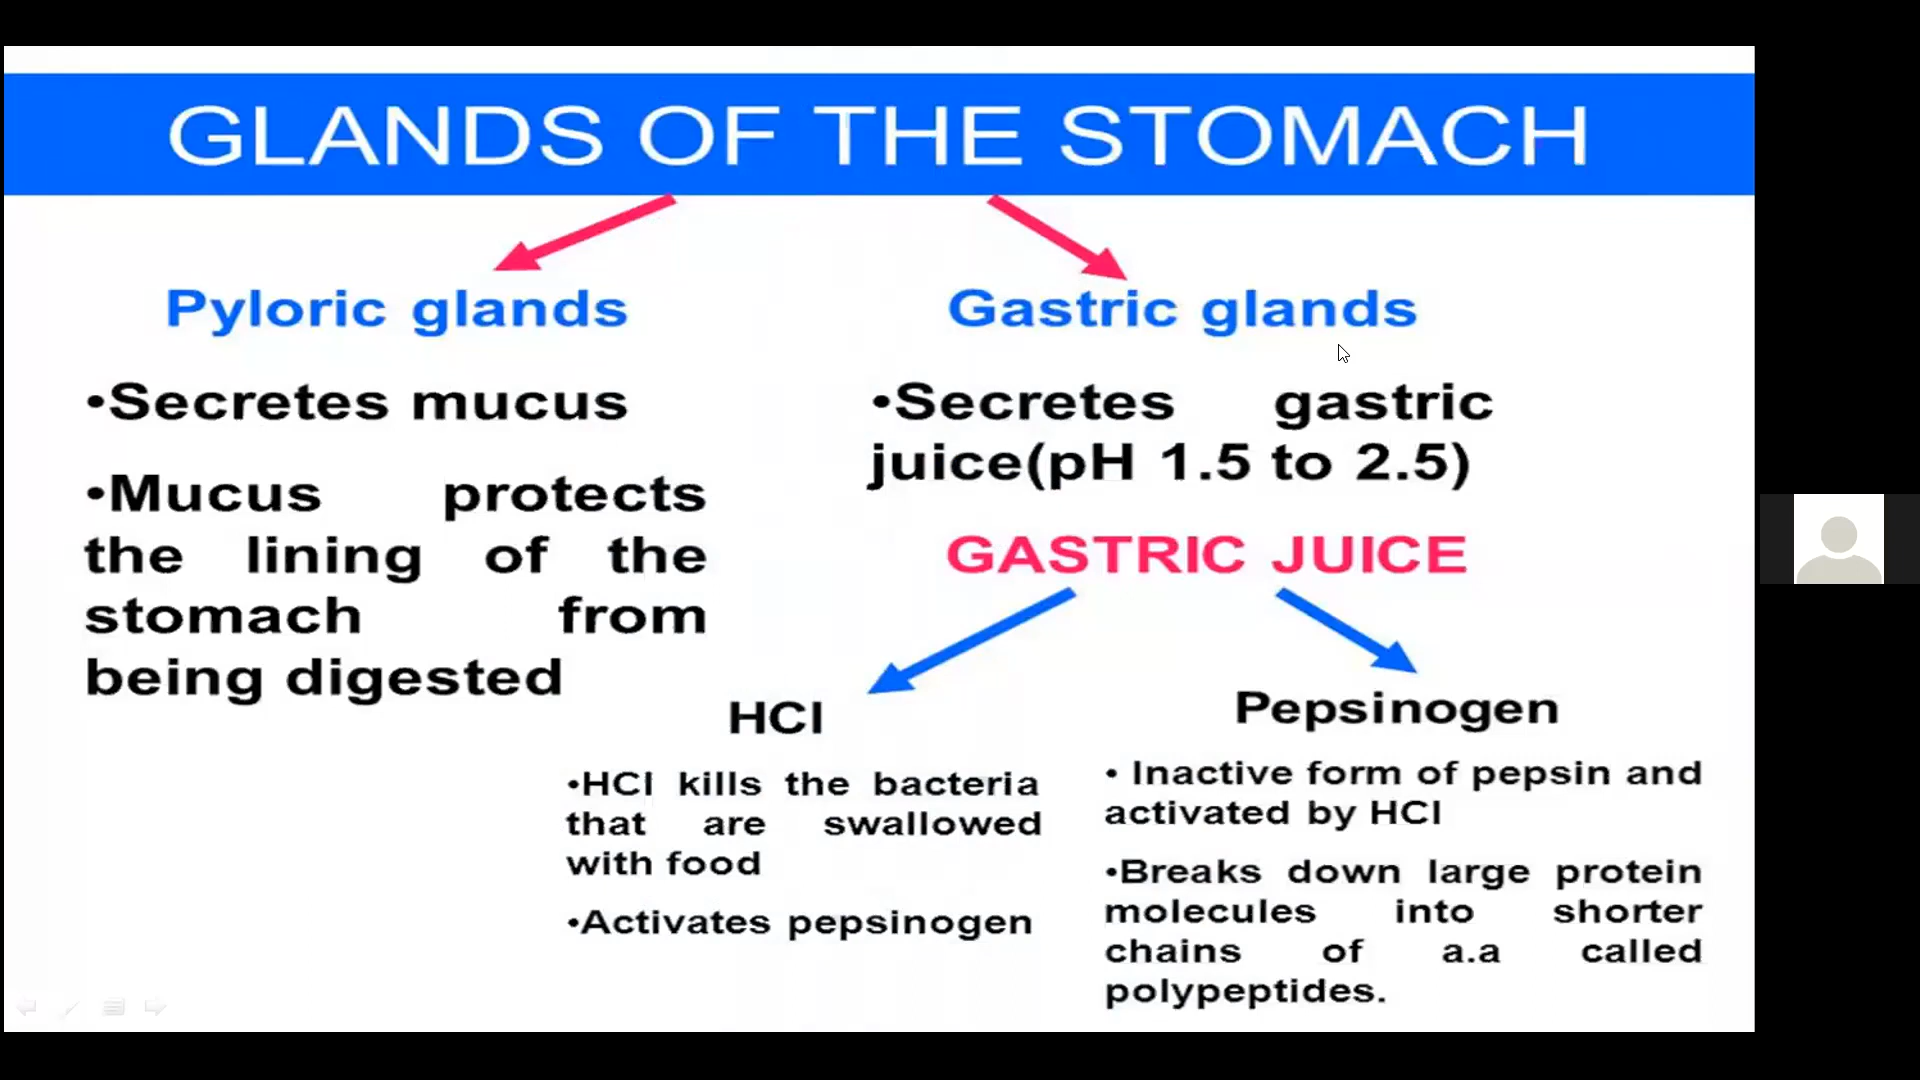 GLANDS OF THE STOMACH
Pyloric glands
•Secretes mucus
•Mucus protects
the lining of the
stomach from
being digested
Gastric glands
•Secretes gastric
juice(pH 1.5 to 2.5)
GASTRIC JUICE
HCl
•HCl kills the bacteria
that are swallowed
with food
•Activates pepsinogen
Pepsinogen
• Inactive form of pepsin and
activated by HCl
•Breaks down large protein
molecules into shorter
chains of a.a called
polypeptides.